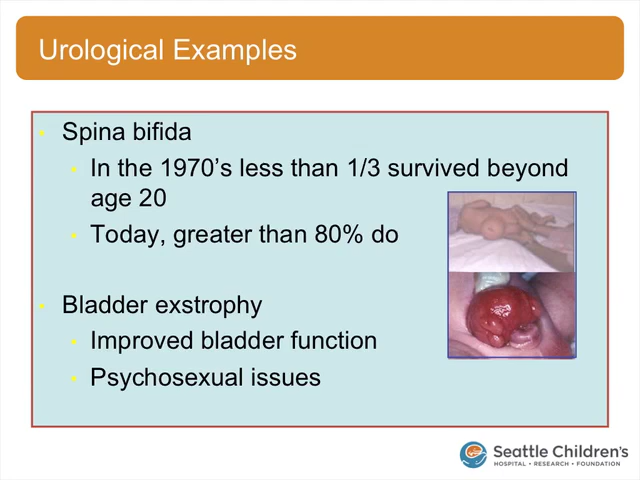 Urological Examples
• Spina bifida
• In the 1970's less than 1/3 survived beyond
age 20
• Today, greater than 80% do
• Bladder exstrophy
• Improved bladder function
• Psychosexual issues
Seattle Children's
HOSPITAL • RESEARCH • FOUNDATION